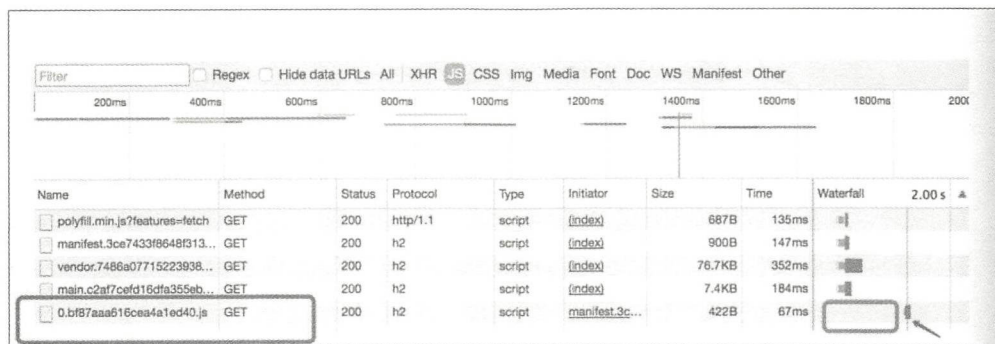 Filter Regex Hide data URLs All XHR JS CSS Img Media Font Doc WS Manifest Other
200ms 400ms 600ms 800ms 1000ms 1200ms 1400ms 1600ms 1800ms 200
Name Method Status Protocol Type Initiator Size Time Waterfall 2.00 s ▲
polyfill.min.js?features=fetch GET 200 http/1.1 script (index) 687B 135ms
manifest.3ce7433f8648f313... GET 200 h2 script (index) 900B 147ms
vendor.7486a07715223938... GET 200 h2 script (index) 76.7KB 352ms
main.c2af7cefd16dfa355eb... GET 200 h2 script (index) 7.4KB 184ms
0.bf87aaa616cea4a1ed40.js GET 200 h2 script manifest.3c... 422B 67ms